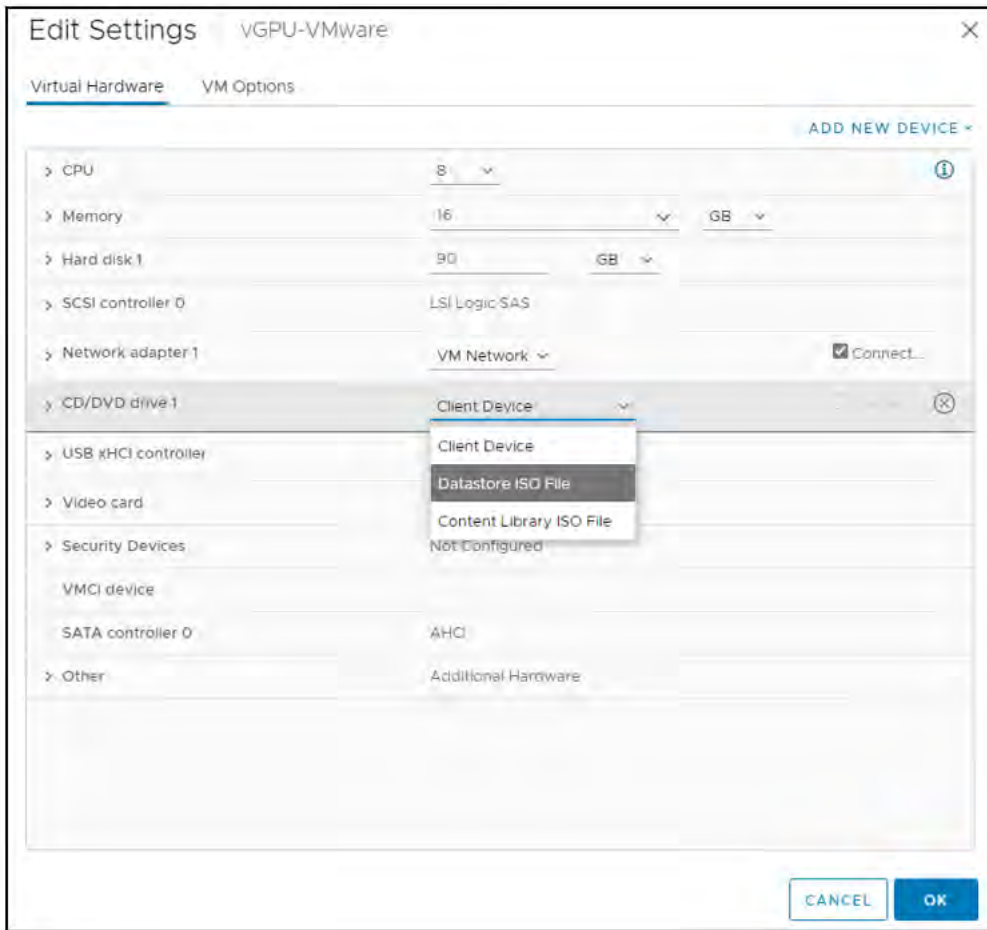 Edit Settings vGPU-VMware
Virtual Hardware VM Options
ADD NEW DEVICE
CPU 8
Memory 16 GB
Hard disk 1 90 GB
SCSI controller 0 LSI Logic SAS
Network adapter 1 VM Network Connect...
CD/DVD drive 1 Client Device
Client Device
USB xHCI controller
Datastore ISO File
Video card
Content Library ISO File
Security Devices Not Configured
VMCI device
SATA controller 0 AHCI
Other Additional Hardware
CANCEL OK